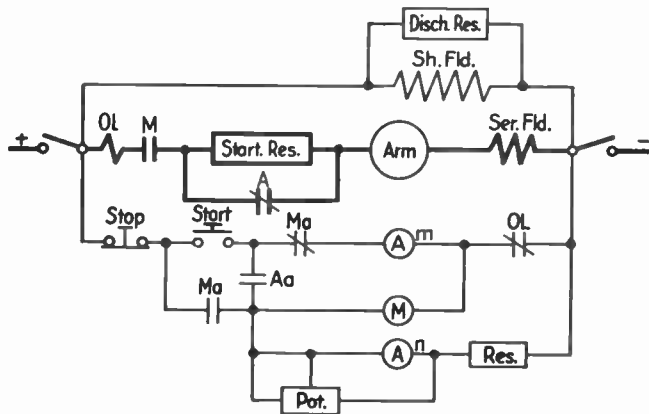 Disch. Res.
Sh. Fld.
+
OL
M
Start. Res.
A
Arm
Ser. Fld.
−
Stop
Start
Ma
A m
OL
Ma
Aa
M
A n
Pot.
Res.